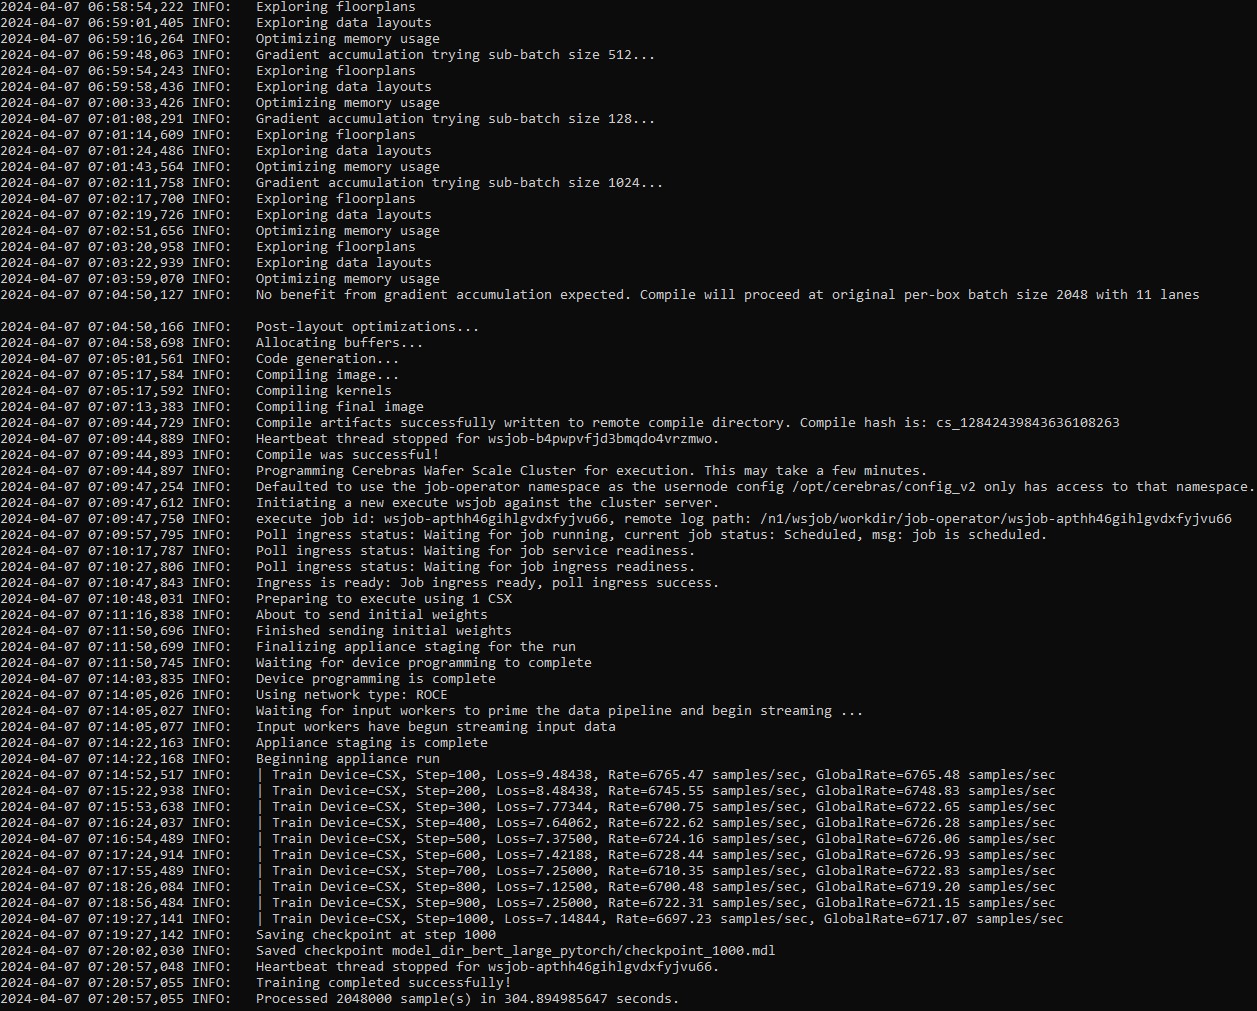 2024-04-07 06:58:54,222 INFO:   Exploring floorplans
2024-04-07 06:59:01,405 INFO:   Exploring data layouts
2024-04-07 06:59:16,264 INFO:   Optimizing memory usage
2024-04-07 06:59:48,063 INFO:   Gradient accumulation trying sub-batch size 512...
2024-04-07 06:59:54,243 INFO:   Exploring floorplans
2024-04-07 06:59:58,436 INFO:   Exploring data layouts
2024-04-07 07:00:33,426 INFO:   Optimizing memory usage
2024-04-07 07:01:08,291 INFO:   Gradient accumulation trying sub-batch size 128...
2024-04-07 07:01:14,609 INFO:   Exploring floorplans
2024-04-07 07:01:24,486 INFO:   Exploring data layouts
2024-04-07 07:01:43,564 INFO:   Optimizing memory usage
2024-04-07 07:02:11,758 INFO:   Gradient accumulation trying sub-batch size 1024...
2024-04-07 07:02:17,700 INFO:   Exploring floorplans
2024-04-07 07:02:19,726 INFO:   Exploring data layouts
2024-04-07 07:02:51,656 INFO:   Optimizing memory usage
2024-04-07 07:03:20,958 INFO:   Exploring floorplans
2024-04-07 07:03:22,939 INFO:   Exploring data layouts
2024-04-07 07:03:59,070 INFO:   Optimizing memory usage
2024-04-07 07:04:50,127 INFO:   No benefit from gradient accumulation expected. Compile will proceed at original per-box batch size 2048 with 11 lanes
2024-04-07 07:04:50,166 INFO:   Post-layout optimizations...
2024-04-07 07:04:58,698 INFO:   Allocating buffers...
2024-04-07 07:05:01,561 INFO:   Code generation...
2024-04-07 07:05:17,584 INFO:   Compiling image...
2024-04-07 07:05:17,592 INFO:   Compiling kernels
2024-04-07 07:07:13,383 INFO:   Compiling final image
2024-04-07 07:09:44,729 INFO:   Compile artifacts successfully written to remote compile directory. Compile hash is: cs_12842439843636108263
2024-04-07 07:09:44,889 INFO:   Heartbeat thread stopped for wsjob-b4pwpvfjd3bmqdo4vrzmwo.
2024-04-07 07:09:44,893 INFO:   Compile was successful!
2024-04-07 07:09:44,897 INFO:   Programming Cerebras Wafer Scale Cluster for execution. This may take a few minutes.
2024-04-07 07:09:47,254 INFO:   Defaulted to use the job-operator namespace as the usernode config /opt/cerebras/config_v2 only has access to that namespace.
2024-04-07 07:09:47,612 INFO:   Initiating a new execute wsjob against the cluster server.
2024-04-07 07:09:47,750 INFO:   execute job id: wsjob-apthh46gihlgvdxfyjvu66, remote log path: /n1/wsjob/workdir/job-operator/wsjob-apthh46gihlgvdxfyjvu66
2024-04-07 07:09:57,795 INFO:   Poll ingress status: Waiting for job running, current job status: Scheduled, msg: job is scheduled.
2024-04-07 07:10:17,787 INFO:   Poll ingress status: Waiting for job service readiness.
2024-04-07 07:10:27,806 INFO:   Poll ingress status: Waiting for job ingress readiness.
2024-04-07 07:10:47,843 INFO:   Ingress is ready: Job ingress ready, poll ingress success.
2024-04-07 07:10:48,031 INFO:   Preparing to execute using 1 CSX
2024-04-07 07:11:16,838 INFO:   About to send initial weights
2024-04-07 07:11:50,696 INFO:   Finished sending initial weights
2024-04-07 07:11:50,699 INFO:   Finalizing appliance staging for the run
2024-04-07 07:11:50,745 INFO:   Waiting for device programming to complete
2024-04-07 07:14:03,835 INFO:   Device programming is complete
2024-04-07 07:14:05,026 INFO:   Using network type: ROCE
2024-04-07 07:14:05,027 INFO:   Waiting for input workers to prime the data pipeline and begin streaming ...
2024-04-07 07:14:05,077 INFO:   Input workers have begun streaming input data
2024-04-07 07:14:22,163 INFO:   Appliance staging is complete
2024-04-07 07:14:22,168 INFO:   Beginning appliance run
2024-04-07 07:14:52,517 INFO:   | Train Device=CSX, Step=100, Loss=9.48438, Rate=6765.47 samples/sec, GlobalRate=6765.48 samples/sec
2024-04-07 07:15:22,938 INFO:   | Train Device=CSX, Step=200, Loss=8.48438, Rate=6745.55 samples/sec, GlobalRate=6748.83 samples/sec
2024-04-07 07:15:53,638 INFO:   | Train Device=CSX, Step=300, Loss=7.77344, Rate=6700.75 samples/sec, GlobalRate=6722.65 samples/sec
2024-04-07 07:16:24,037 INFO:   | Train Device=CSX, Step=400, Loss=7.64062, Rate=6722.62 samples/sec, GlobalRate=6726.28 samples/sec
2024-04-07 07:16:54,489 INFO:   | Train Device=CSX, Step=500, Loss=7.37500, Rate=6724.16 samples/sec, GlobalRate=6726.06 samples/sec
2024-04-07 07:17:24,914 INFO:   | Train Device=CSX, Step=600, Loss=7.42188, Rate=6728.44 samples/sec, GlobalRate=6726.93 samples/sec
2024-04-07 07:17:55,489 INFO:   | Train Device=CSX, Step=700, Loss=7.25000, Rate=6710.35 samples/sec, GlobalRate=6722.83 samples/sec
2024-04-07 07:18:26,084 INFO:   | Train Device=CSX, Step=800, Loss=7.12500, Rate=6700.48 samples/sec, GlobalRate=6719.20 samples/sec
2024-04-07 07:18:56,484 INFO:   | Train Device=CSX, Step=900, Loss=7.25000, Rate=6722.31 samples/sec, GlobalRate=6721.15 samples/sec
2024-04-07 07:19:27,141 INFO:   | Train Device=CSX, Step=1000, Loss=7.14844, Rate=6697.23 samples/sec, GlobalRate=6717.07 samples/sec
2024-04-07 07:19:27,142 INFO:   Saving checkpoint at step 1000
2024-04-07 07:20:02,030 INFO:   Saved checkpoint model_dir_bert_large_pytorch/checkpoint_1000.mdl
2024-04-07 07:20:57,048 INFO:   Heartbeat thread stopped for wsjob-apthh46gihlgvdxfyjvu66.
2024-04-07 07:20:57,055 INFO:   Training completed successfully!
2024-04-07 07:20:57,055 INFO:   Processed 2048000 sample(s) in 304.894985647 seconds.